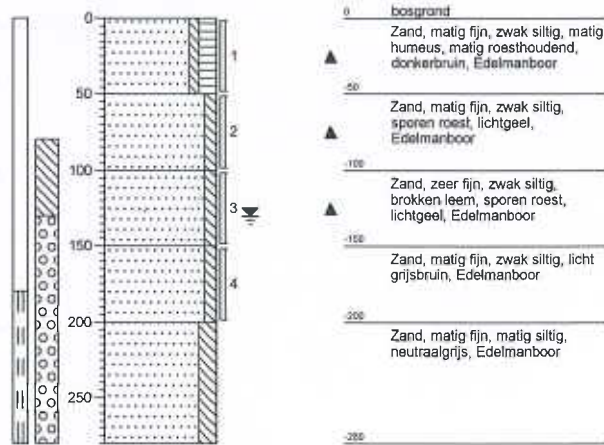 0
50
100
150
200
250
1
2
3
4
0
bosgrond
Zand, matig fijn, zwak siltig, matig
humeus, matig roesthoudend,
donkerbruin, Edelmanboor
-50
Zand, matig fijn, zwak siltig,
sporen roest, lichtgeel,
Edelmanboor
-100
Zand, zeer fijn, zwak siltig,
brokken leem, sporen roest,
lichtgeel, Edelmanboor
-150
Zand, matig fijn, zwak siltig, licht
grijsbruin, Edelmanboor
-200
Zand, matig fijn, matig siltig,
neutraalgrijs, Edelmanboor
-280